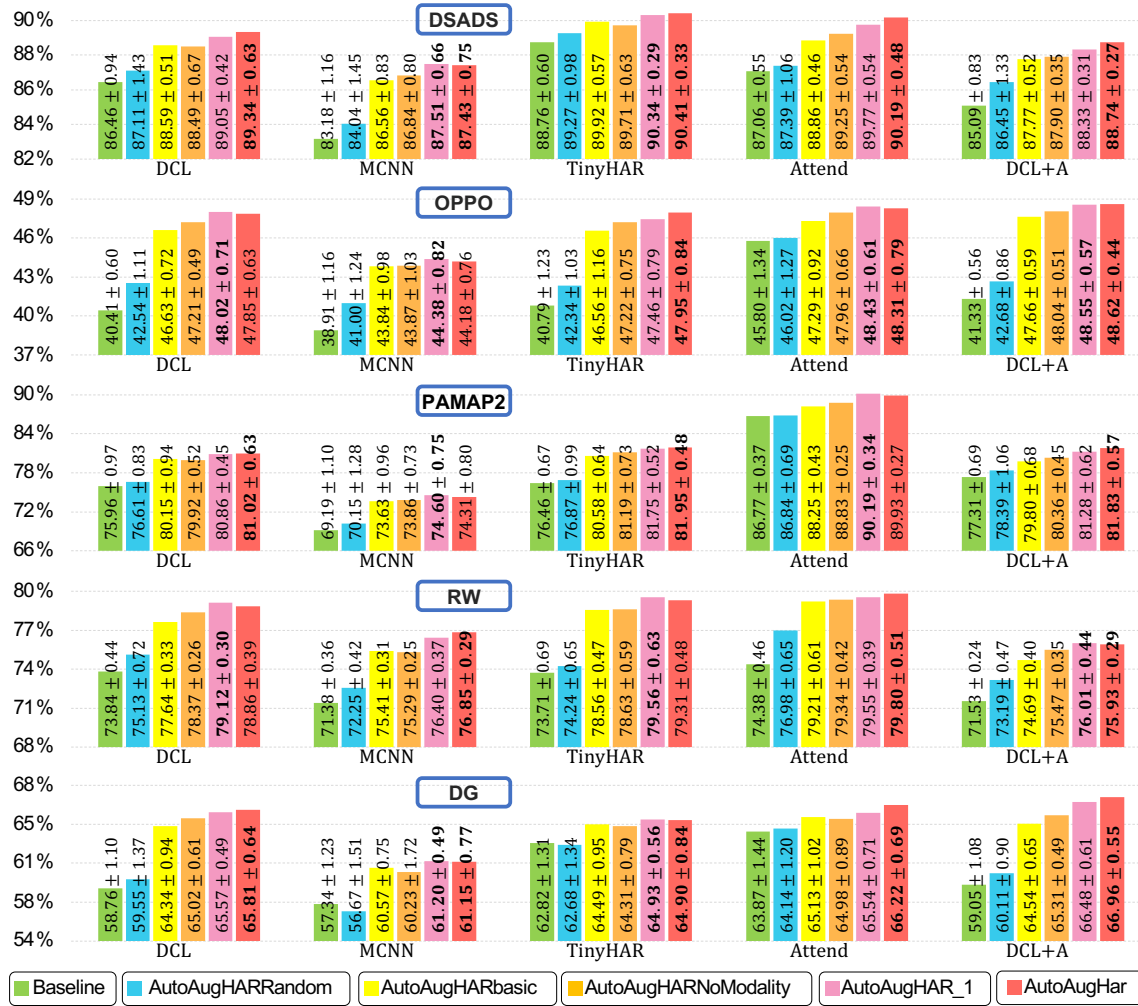 DSADS
90%
88%
86%
84%
82%
86.46 ± 0.94
87.11 ± 1.43
88.59 ± 0.51
88.49 ± 0.67
89.05 ± 0.42
89.34 ± 0.63
83.18 ± 1.16
84.04 ± 1.45
86.56 ± 0.83
86.84 ± 0.80
87.51 ± 0.66
87.43 ± 0.75
88.76 ± 0.60
89.27 ± 0.98
89.92 ± 0.57
89.71 ± 0.63
90.34 ± 0.29
90.41 ± 0.33
87.06 ± 0.55
87.39 ± 1.06
88.86 ± 0.46
89.25 ± 0.54
89.77 ± 0.54
90.19 ± 0.48
85.09 ± 0.83
86.45 ± 1.33
87.77 ± 0.52
87.90 ± 0.35
88.33 ± 0.31
88.74 ± 0.27
DCL MCNN TinyHAR Attend DCL+A
OPPO
49%
46%
43%
40%
37%
40.41 ± 0.60
42.54 ± 1.11
46.63 ± 0.72
47.21 ± 0.49
48.02 ± 0.71
47.85 ± 0.63
38.91 ± 1.16
41.00 ± 1.24
43.84 ± 0.98
43.87 ± 1.03
44.38 ± 0.82
44.18 ± 0.76
40.79 ± 1.23
42.34 ± 1.03
46.56 ± 1.16
47.22 ± 0.75
47.46 ± 0.79
47.95 ± 0.84
45.80 ± 1.34
46.02 ± 1.27
47.29 ± 0.92
47.96 ± 0.66
48.43 ± 0.61
48.31 ± 0.79
41.33 ± 0.56
42.68 ± 0.86
47.66 ± 0.59
48.04 ± 0.51
48.55 ± 0.57
48.62 ± 0.44
DCL MCNN TinyHAR Attend DCL+A
PAMAP2
90%
84%
78%
72%
66%
75.96 ± 0.97
76.61 ± 0.83
80.15 ± 0.94
79.92 ± 0.52
80.86 ± 0.45
81.02 ± 0.63
69.19 ± 1.10
70.15 ± 1.28
73.63 ± 0.96
73.86 ± 0.73
74.60 ± 0.75
74.31 ± 0.80
76.46 ± 0.67
76.87 ± 0.99
80.58 ± 0.64
81.19 ± 0.73
81.75 ± 0.52
81.95 ± 0.48
86.77 ± 0.37
86.84 ± 0.69
88.25 ± 0.43
88.83 ± 0.25
90.19 ± 0.34
89.93 ± 0.27
77.31 ± 0.69
78.39 ± 1.06
79.80 ± 0.68
80.36 ± 0.45
81.28 ± 0.62
81.83 ± 0.57
DCL MCNN TinyHAR Attend DCL+A
RW
80%
77%
74%
71%
68%
73.84 ± 0.44
75.13 ± 0.72
77.64 ± 0.33
78.37 ± 0.26
79.12 ± 0.30
78.86 ± 0.39
71.38 ± 0.36
72.25 ± 0.42
75.41 ± 0.31
75.29 ± 0.25
76.40 ± 0.37
76.85 ± 0.29
73.71 ± 0.69
74.24 ± 0.65
78.56 ± 0.47
78.63 ± 0.59
79.56 ± 0.63
79.31 ± 0.48
74.38 ± 0.46
76.98 ± 0.65
79.21 ± 0.61
79.34 ± 0.42
79.55 ± 0.39
79.80 ± 0.51
71.53 ± 0.24
73.19 ± 0.47
74.69 ± 0.40
75.47 ± 0.35
76.01 ± 0.44
75.93 ± 0.29
DCL MCNN TinyHAR Attend DCL+A
DG
68%
65%
61%
58%
54%
58.76 ± 1.10
59.55 ± 1.37
64.34 ± 0.94
65.02 ± 0.61
65.57 ± 0.49
65.81 ± 0.64
57.34 ± 1.23
56.67 ± 1.51
60.57 ± 0.75
60.23 ± 1.72
61.20 ± 0.49
61.15 ± 0.77
62.82 ± 1.31
62.68 ± 1.34
64.49 ± 0.95
64.31 ± 0.79
64.93 ± 0.56
64.90 ± 0.84
63.87 ± 1.44
64.14 ± 1.20
65.13 ± 1.02
64.98 ± 0.89
65.54 ± 0.71
66.22 ± 0.69
59.05 ± 1.08
60.11 ± 0.90
64.54 ± 0.65
65.31 ± 0.49
66.48 ± 0.61
66.96 ± 0.55
DCL MCNN TinyHAR Attend DCL+A
Baseline AutoAugHARRandom AutoAugHARbasic AutoAugHARNoModality AutoAugHAR_1 AutoAugHar